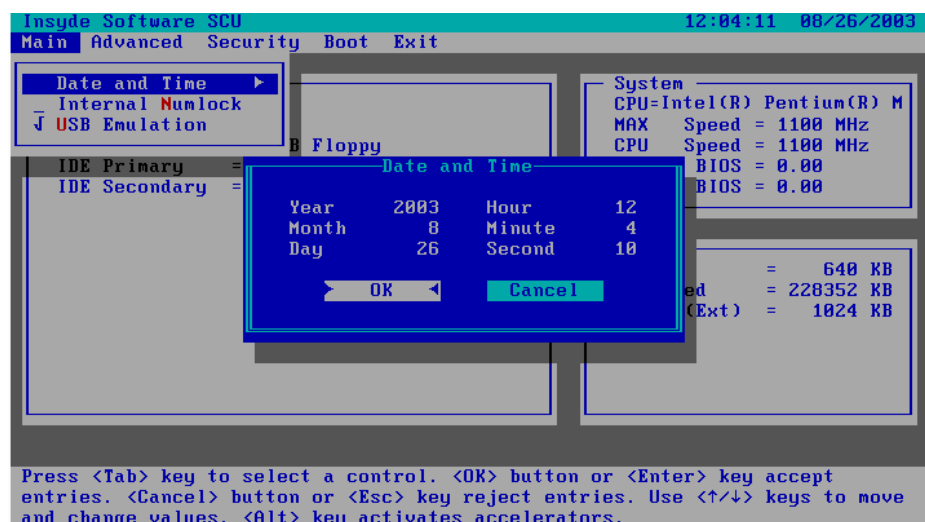 Insyde Software SCU 12:04:11 08/26/2003
Main Advanced Security Boot Exit
Date and Time
Internal Numlock
√ USB Emulation
B Floppy
IDE Primary =
IDE Secondary =
System
CPU=Intel(R) Pentium(R) M
MAX Speed = 1100 MHz
CPU Speed = 1100 MHz
BIOS = 0.00
BIOS = 0.00
Date and Time
Year 2003 Hour 12
Month 8 Minute 4
Day 26 Second 10
OK Cancel
= 640 KB
ed = 228352 KB
(Ext) = 1024 KB
Press <Tab> key to select a control. <OK> button or <Enter> key accept
entries. <Cancel> button or <Esc> key reject entries. Use <↑/↓> keys to move
and change values. <Alt> key activates accelerators.